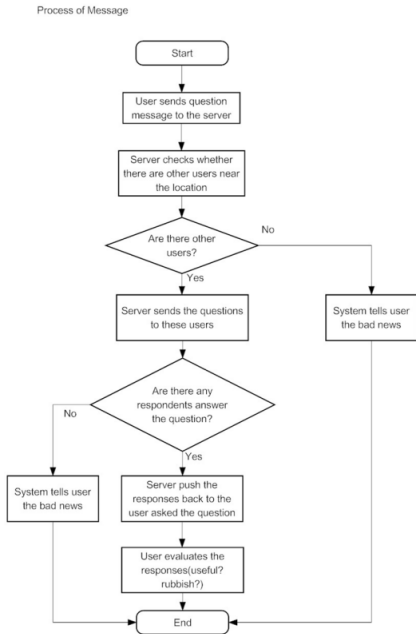 Process of Message
Start
User sends question
message to the server
Server checks whether
there are other users near
the location
Are there other
users?
No
Yes
Server sends the questions
to these users
System tells user
the bad news
Are there any
respondents answer
the question?
No
Yes
System tells user
the bad news
Server push the
responses back to the
user asked the question
User evaluates the
responses(useful?
rubbish?)
End